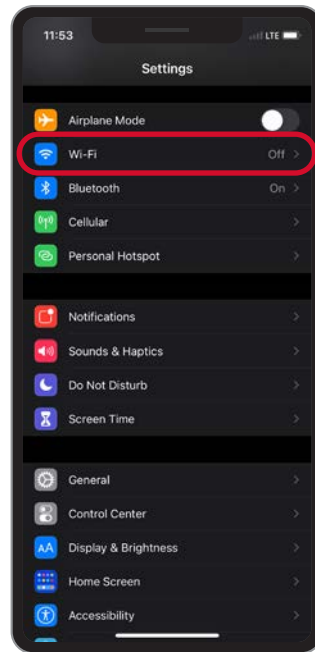 11:53 LTE
Settings
Airplane Mode
Wi-Fi Off
Bluetooth On
Cellular
Personal Hotspot
Notifications
Sounds & Haptics
Do Not Disturb
Screen Time
General
Control Center
AA Display & Brightness
Home Screen
Accessibility